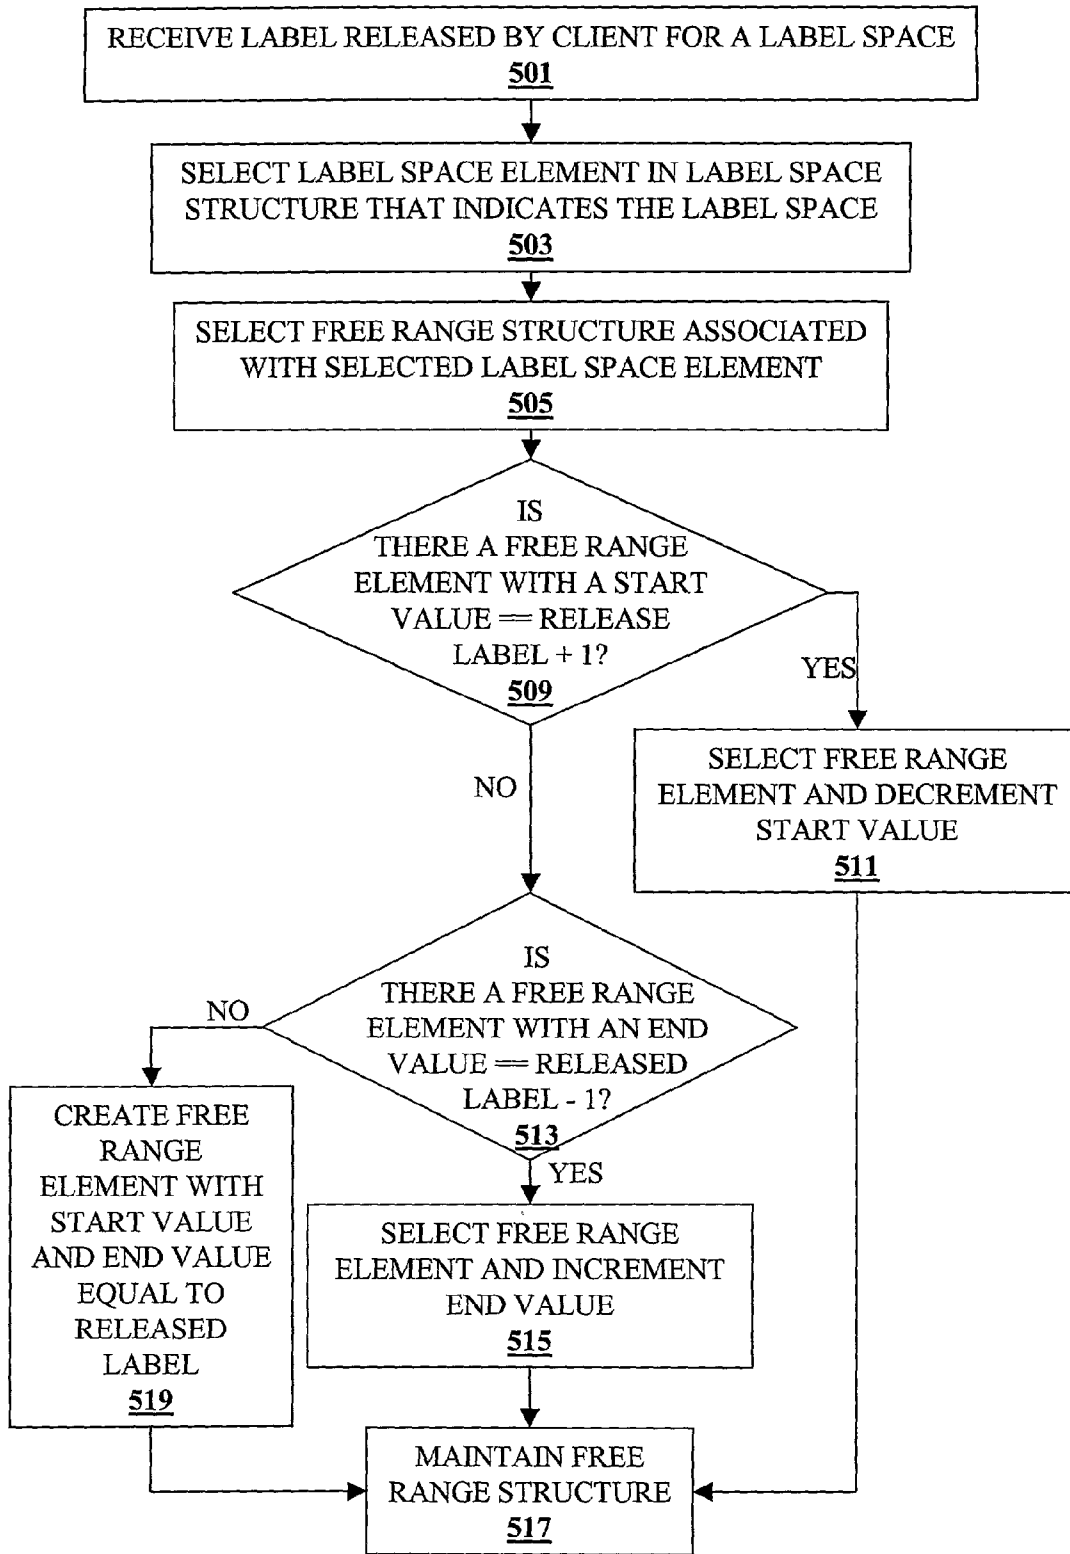 RECEIVE LABEL RELEASED BY CLIENT FOR A LABEL SPACE
501
SELECT LABEL SPACE ELEMENT IN LABEL SPACE
STRUCTURE THAT INDICATES THE LABEL SPACE
503
SELECT FREE RANGE STRUCTURE ASSOCIATED
WITH SELECTED LABEL SPACE ELEMENT
505
IS
THERE A FREE RANGE
ELEMENT WITH A START
VALUE == RELEASE
LABEL + 1?
509
YES
NO
SELECT FREE RANGE
ELEMENT AND DECREMENT
START VALUE
511
IS
THERE A FREE RANGE
ELEMENT WITH AN END
VALUE == RELEASED
LABEL - 1?
513
NO
YES
CREATE FREE
RANGE
ELEMENT WITH
START VALUE
AND END VALUE
EQUAL TO
RELEASED
LABEL
519
SELECT FREE RANGE
ELEMENT AND INCREMENT
END VALUE
515
MAINTAIN FREE
RANGE STRUCTURE
517